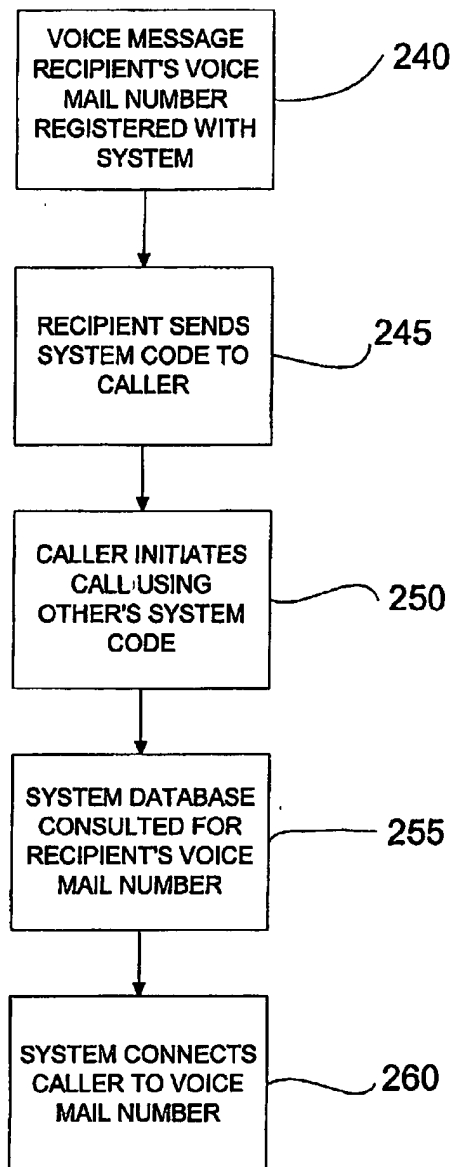 VOICE MESSAGE
RECIPIENT'S VOICE
MAIL NUMBER
REGISTERED WITH
SYSTEM
240
RECIPIENT SENDS
SYSTEM CODE TO
CALLER
245
CALLER INITIATES
CALL USING
OTHER'S SYSTEM
CODE
250
SYSTEM DATABASE
CONSULTED FOR
RECIPIENT'S VOICE
MAIL NUMBER
255
SYSTEM CONNECTS
CALLER TO VOICE
MAIL NUMBER
260